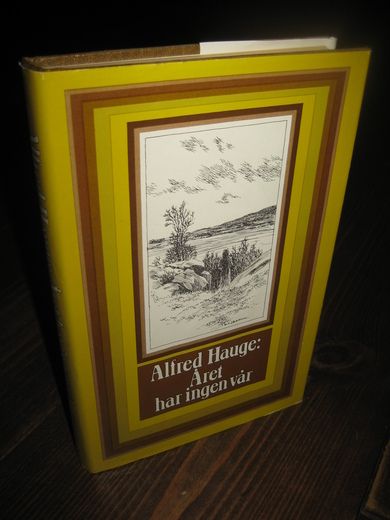 Alfred Hauge:
Året
har ingen vår